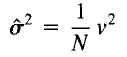 σ̂² = 1/N v²